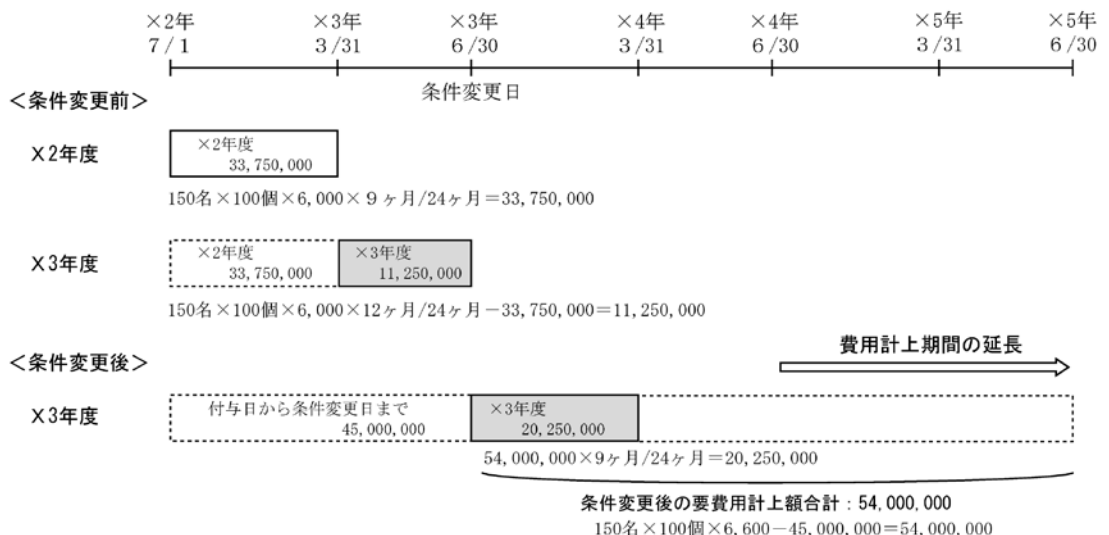 ×2年 ×3年 ×3年 ×4年 ×4年 ×5年 ×5年
7/1 3/31 6/30 3/31 6/30 3/31 6/30
条件変更日
＜条件変更前＞
×2年度
×2年度
33,750,000
150名×100個×6,000×9ヶ月/24ヶ月＝33,750,000
×3年度
×2年度 ×3年度
33,750,000 11,250,000
150名×100個×6,000×12ヶ月/24ヶ月－33,750,000＝11,250,000
費用計上期間の延長
＜条件変更後＞
×3年度
付与日から条件変更日まで ×3年度
45,000,000 20,250,000
54,000,000×9ヶ月/24ヶ月＝20,250,000
条件変更後の要費用計上額合計：54,000,000
150名×100個×6,600－45,000,000＝54,000,000